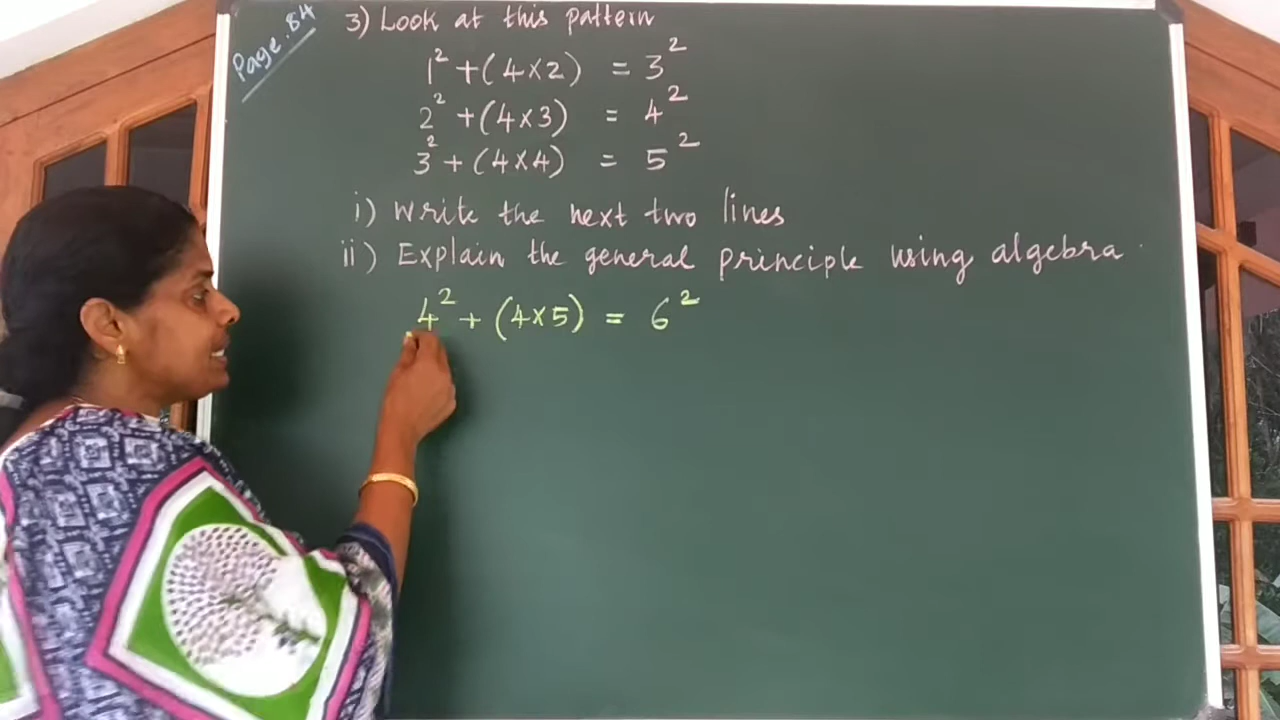 Page. 84
3) Look at this pattern
1² + (4×2) = 3²
2² + (4×3) = 4²
3² + (4×4) = 5²
i) Write the next two lines
ii) Explain the general principle using algebra.
4² + (4×5) = 6²